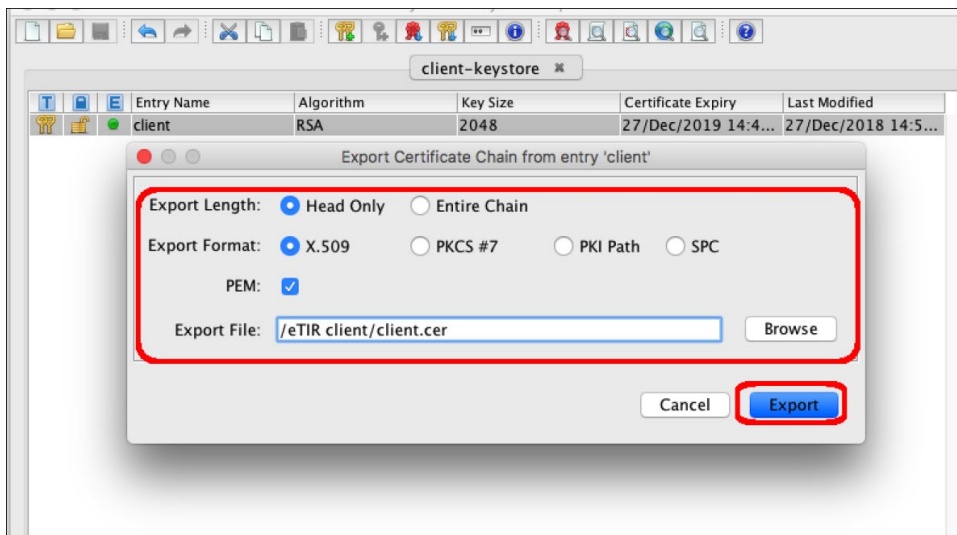 client-keystore
T E Entry Name Algorithm Key Size Certificate Expiry Last Modified
client RSA 2048 27/Dec/2019 14:4... 27/Dec/2018 14:5...
Export Certificate Chain from entry 'client'
Export Length: Head Only Entire Chain
Export Format: X.509 PKCS #7 PKI Path SPC
PEM:
Export File: /eTIR client/client.cer Browse
Cancel Export